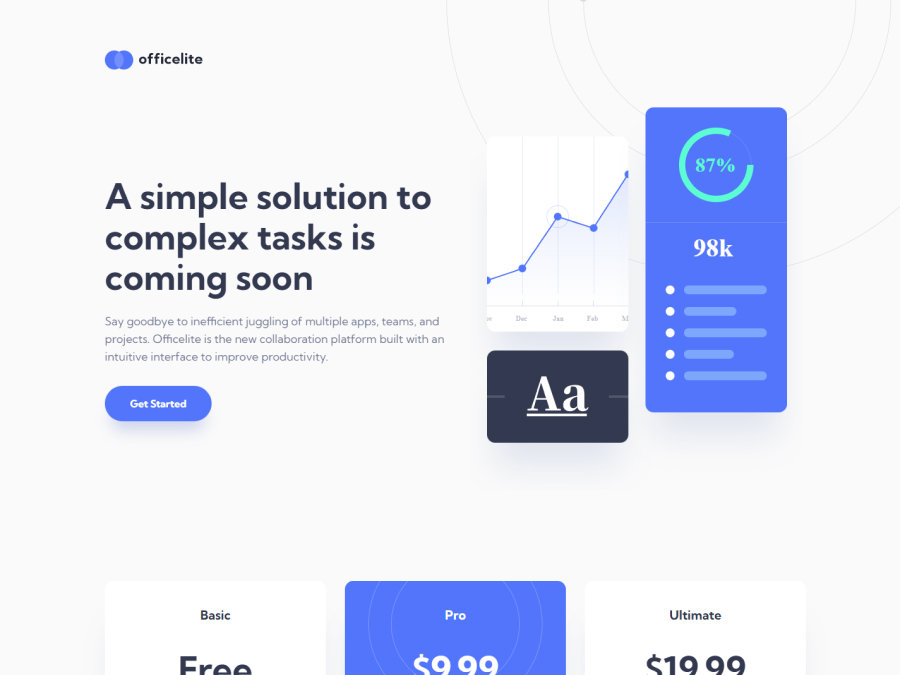 officelite
A simple solution to
complex tasks is
coming soon
Say goodbye to inefficient juggling of multiple apps, teams, and
projects. Officelite is the new collaboration platform built with an
intuitive interface to improve productivity.
Get Started
Dec
Jan
Feb
Aa
87%
98k
Basic
Pro
Ultimate
Free
$9.99
$19.99